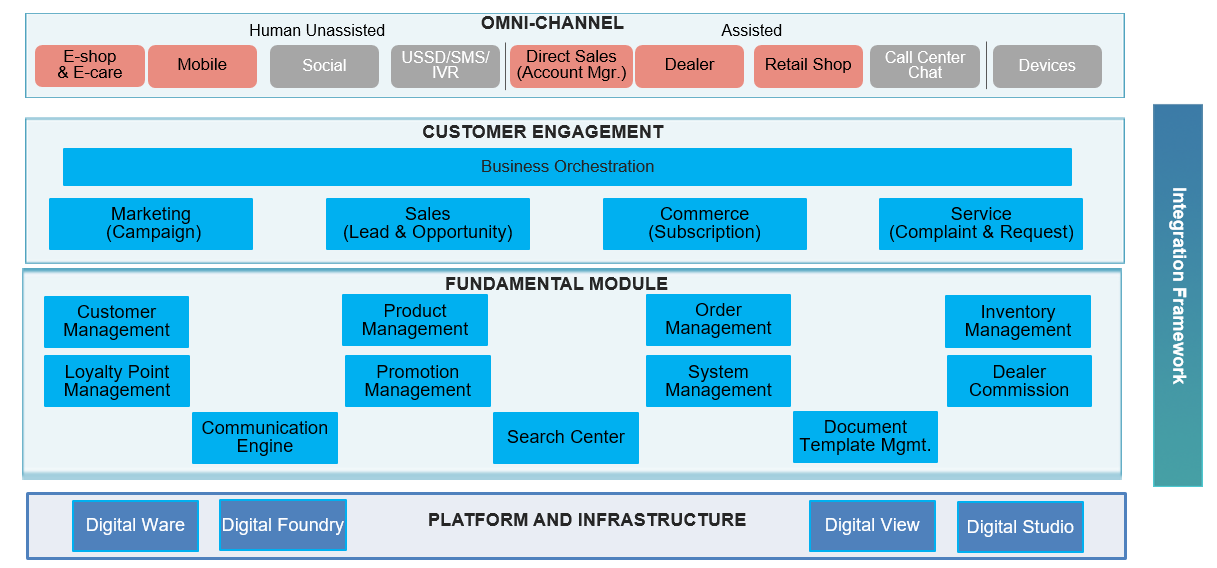 OMNI-CHANNEL
Human Unassisted
Assisted
E-shop
& E-care
Mobile
Social
USSD/SMS/
IVR
Direct Sales
(Account Mgr.)
Dealer
Retail Shop
Call Center
Chat
Devices
CUSTOMER ENGAGEMENT
Business Orchestration
Marketing
(Campaign)
Sales
(Lead & Opportunity)
Commerce
(Subscription)
Service
(Complaint & Request)
FUNDAMENTAL MODULE
Customer
Management
Product
Management
Order
Management
Inventory
Management
Loyalty Point
Management
Promotion
Management
System
Management
Dealer
Commission
Communication
Engine
Search Center
Document
Template Mgmt.
Digital Ware
Digital Foundry
PLATFORM AND INFRASTRUCTURE
Digital View
Digital Studio
Integration Framework